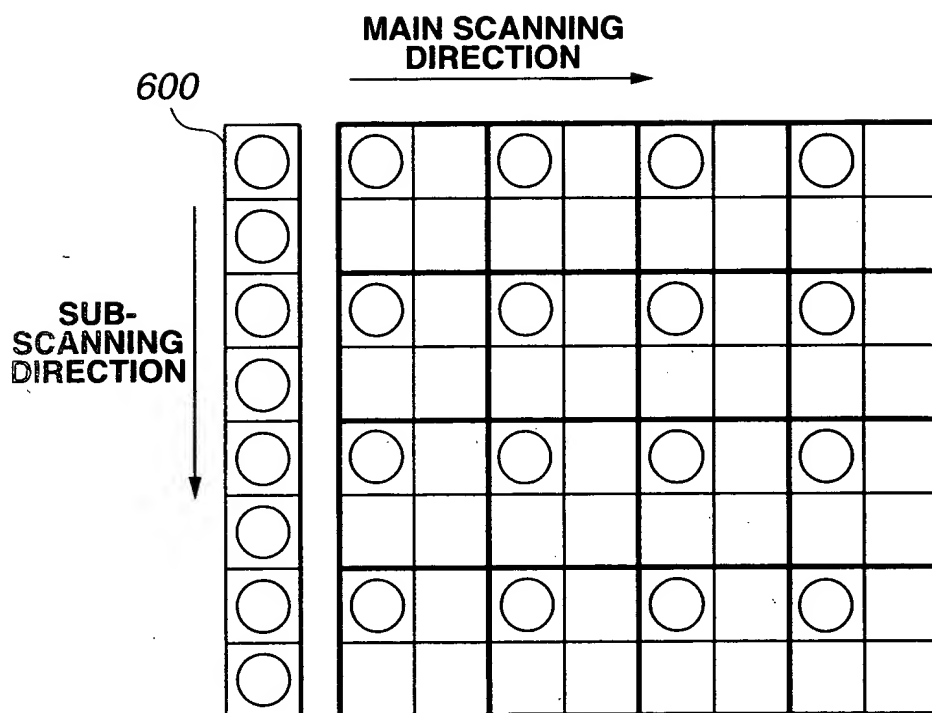 MAIN SCANNING
DIRECTION
600
SUB-
SCANNING
DIRECTION